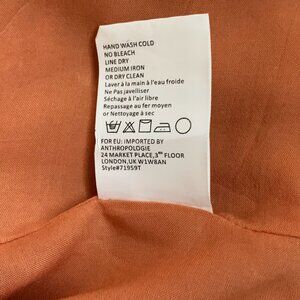 HAND WASH COLD
NO BLEACH
LINE DRY
MEDIUM IRON
OR DRY CLEAN
Laver à la main à l'eau froide
Ne Pas javelliser
Séchage à l'air libre
Repassage au fer moyen
or Nettoyage à sec
FOR EU: IMPORTED BY
ANTHROPOLOGIE
24 MARKET PLACE,3RD FLOOR
LONDON,UK W1W8AN
Style#71959T